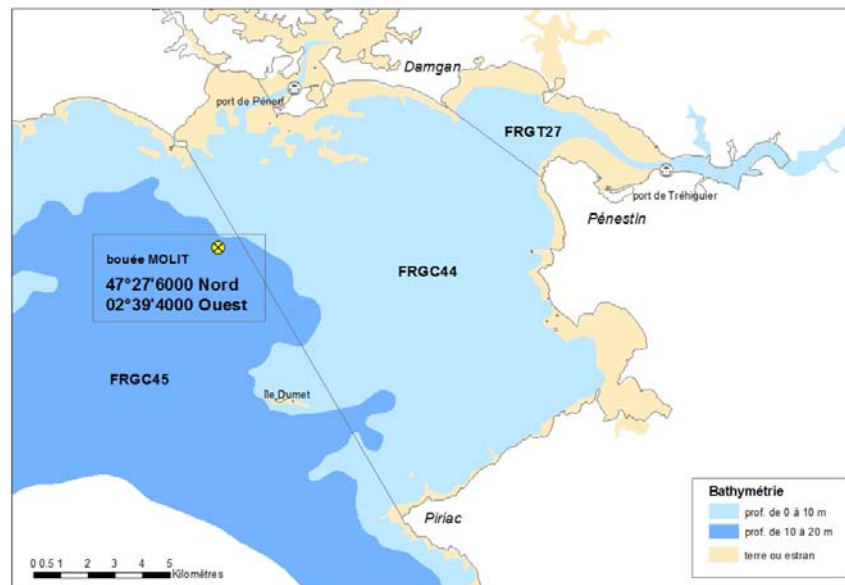 Damgan
port de Pénerf
FRGT27
port de Tréhiguier
Pénestin
bouée MOLIT
47°27'6000 Nord
02°39'4000 Ouest
FRGC44
FRGC45
île Dumet
Piriac
Bathymétrie
prof. de 0 à 10 m
prof. de 10 à 20 m
terre ou estran
0 0.5 1 2 3 4 5
Kilomètres